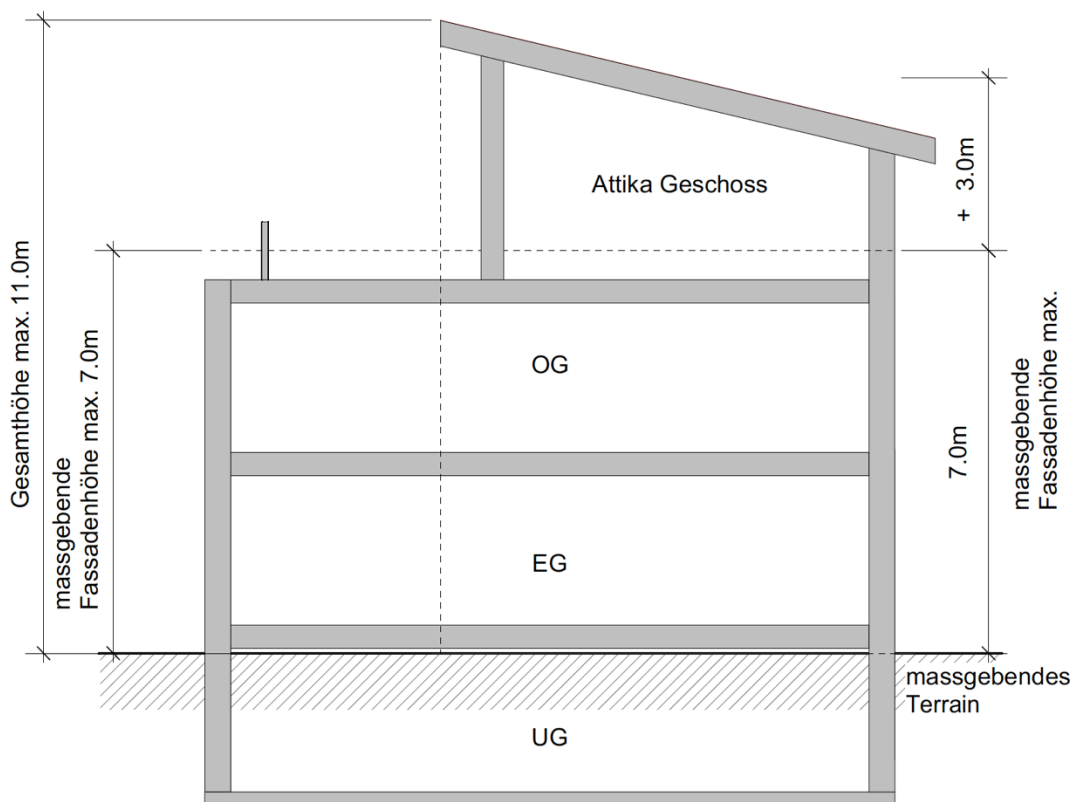 Gesamthöhe max. 11.0m
massgebende
Fassadenhöhe max. 7.0m
Attika Geschoss
OG
EG
UG
+ 3.0m
7.0m
massgebende
Fassadenhöhe max.
massgebendes
Terrain